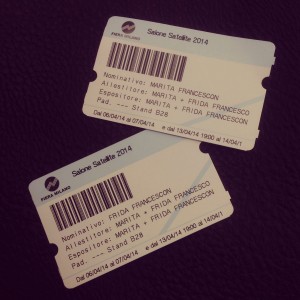 Salone Satellite 2014
FIERA MILANO
Nominativo: MARITA FRANCESCON
Allestitore: MARITA + FRIDA FRANCESCO
Espositore: MARITA + FRIDA FRANCESCON
Pad. --- Stand B28
Dal 06/04/14 al 07/04/14 e dal 13/04/14 19:00 al 14/04/1
Salone Satellite 2014
FIERA MILANO
Nominativo: FRIDA FRANCESCON
Allestitore: MARITA + FRIDA FRANCESCO
Espositore: MARITA + FRIDA FRANCESCON
Pad. --- Stand B28
Dal 06/04/14 al 07/04/14 e dal 13/04/14 19:00 al 14/04/1